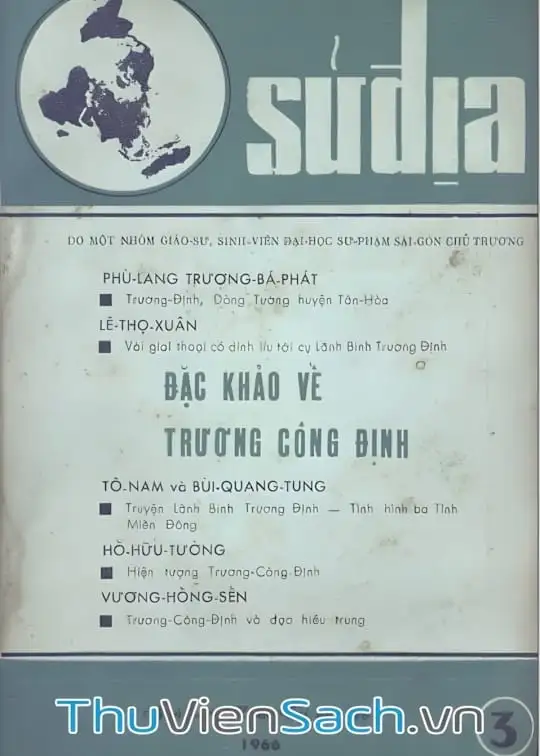 sửđịa
DO MỘT NHÓM GIÁO-SƯ, SINH-VIÊN ĐẠI-HỌC SƯ-PHẠM SÀI-GÒN CHỦ TRƯƠNG
PHÙ-LANG TRƯƠNG-BÁ-PHÁT
Trương-Định, Dòng Tướng huyện Tân-Hòa
LÊ-THỌ-XUÂN
Vài giai thoại có dính líu tới cụ Lãnh Binh Trương Định
ĐẶC KHẢO VỀ
TRƯƠNG CÔNG ĐỊNH
TÔ-NAM và BÙI-QUANG-TUNG
Truyện Lãnh Binh Trương Định — Tình hình ba Tỉnh
Miền Đông
HỒ-HỮU-TƯỜNG
Hiện tượng Trương-Công-Định
VƯƠNG-HỒNG-SỂN
Trương-Công-Định và đạo hiếu trung
ThuVienSach.vn
1966
3